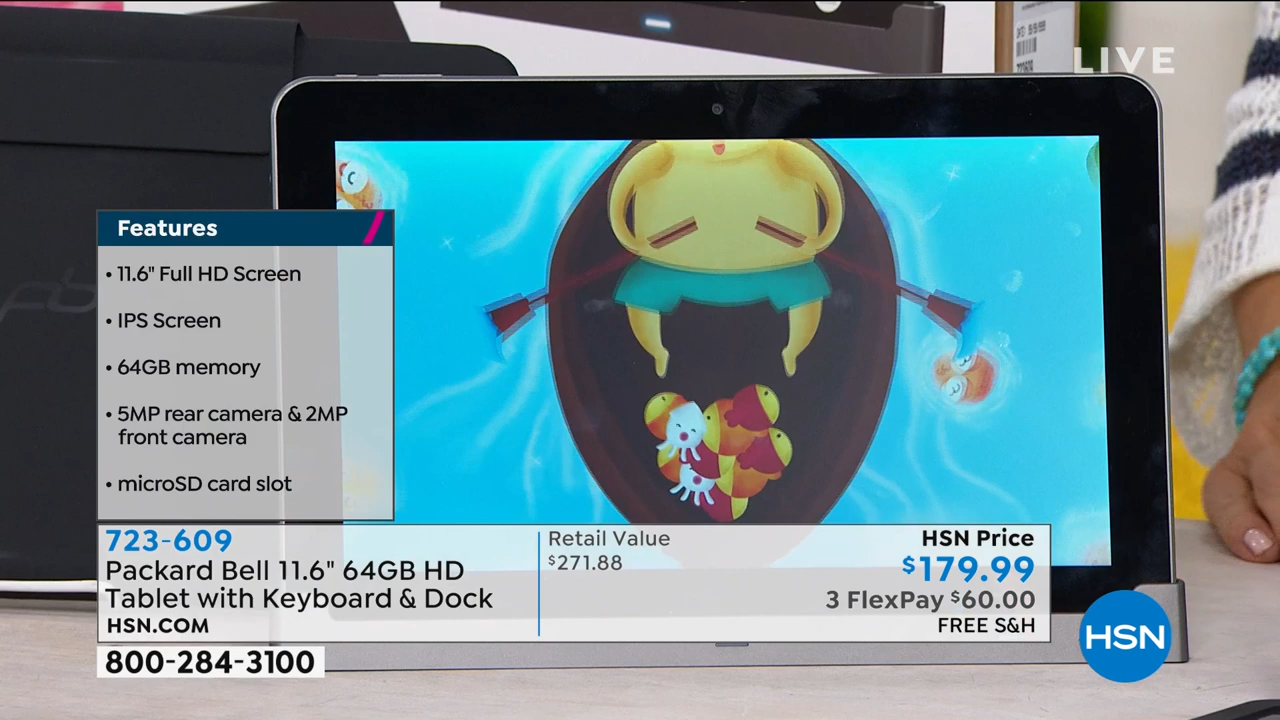 LIVE
Features
• 11.6" Full HD Screen
• IPS Screen
• 64GB memory
• 5MP rear camera & 2MP
front camera
• microSD card slot
723-609
Packard Bell 11.6" 64GB HD
Tablet with Keyboard & Dock
HSN.COM
Retail Value
$271.88
HSN Price
$179.99
3 FlexPay $60.00
FREE S&H
HSN
800-284-3100